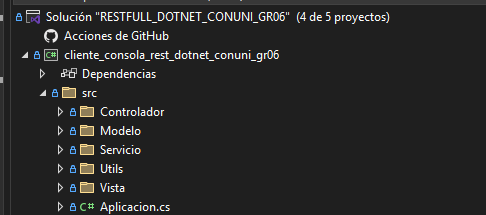 Solución "RESTFULL_DOTNET_CONUNI_GR06" (4 de 5 proyectos)
Acciones de GitHub
C# cliente_consola_rest_dotnet_conuni_gr06
Dependencias
src
Controlador
Modelo
Servicio
Utils
Vista
C# Aplicacion.cs